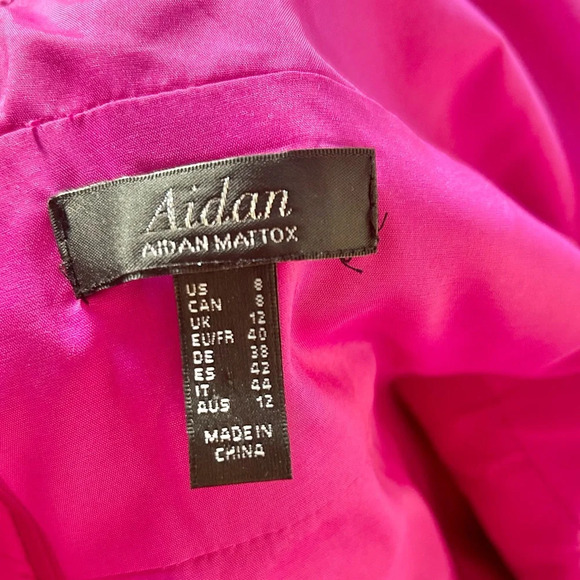 Aidan
AIDAN MATTOX
US 8
CAN 8
UK 12
EU/FR 40
DE 38
ES 42
IT 44
AUS 12
MADE IN
CHINA